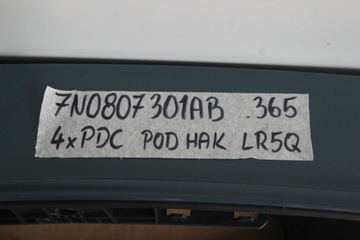 7N0807301AB .365
4xPDC POD HAK LR5Q